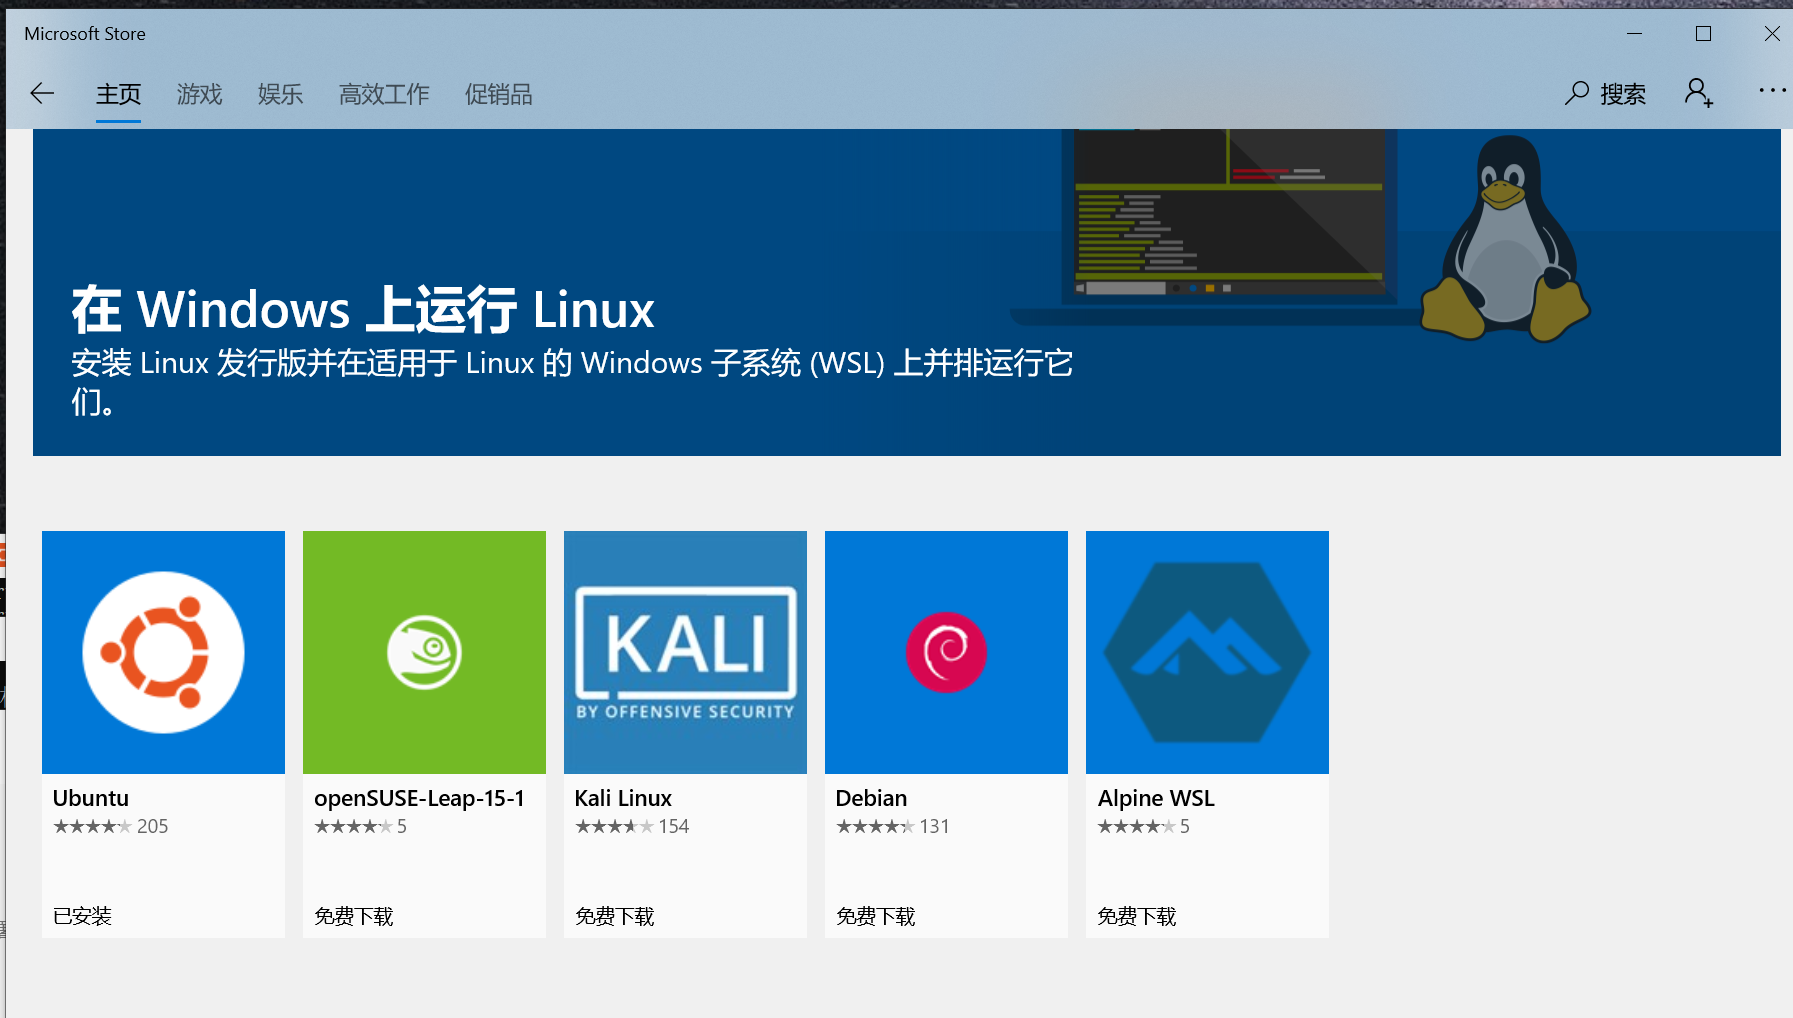 Microsoft Store
主页 游戏 娱乐 高效工作 促销品 搜索
在 Windows 上运行 Linux
安装 Linux 发行版并在适用于 Linux 的 Windows 子系统 (WSL) 上并排运行它
们。
KALI
BY OFFENSIVE SECURITY
Ubuntu openSUSE-Leap-15-1 Kali Linux Debian Alpine WSL
205 5 154 131 5
已安装 免费下载 免费下载 免费下载 免费下载